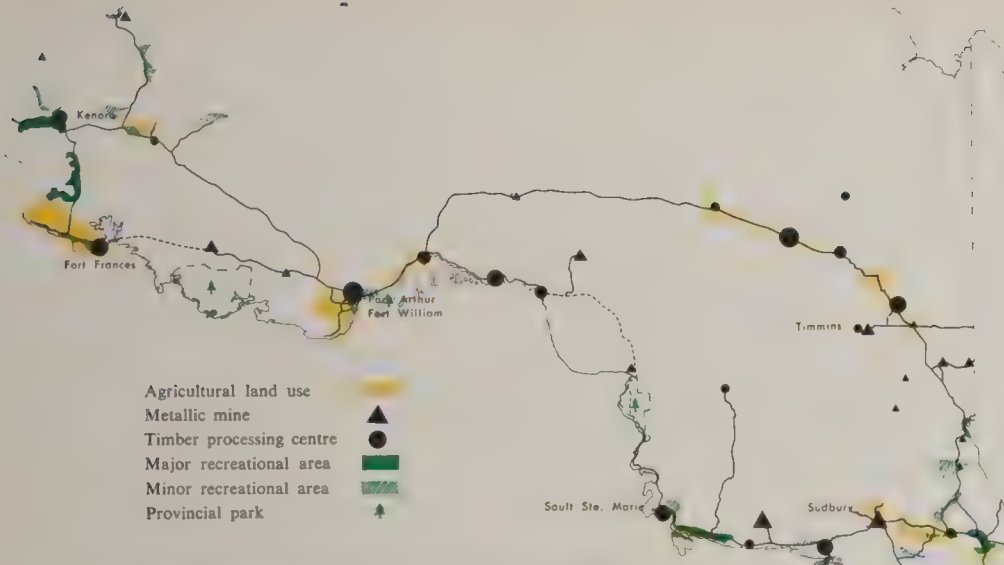 Kenora
Fort Frances
Port Arthur
Fort William
Timmins
Agricultural land use
Metallic mine
Timber processing centre
Major recreational area
Minor recreational area
Provincial park
Sault Ste. Marie
Sudbury